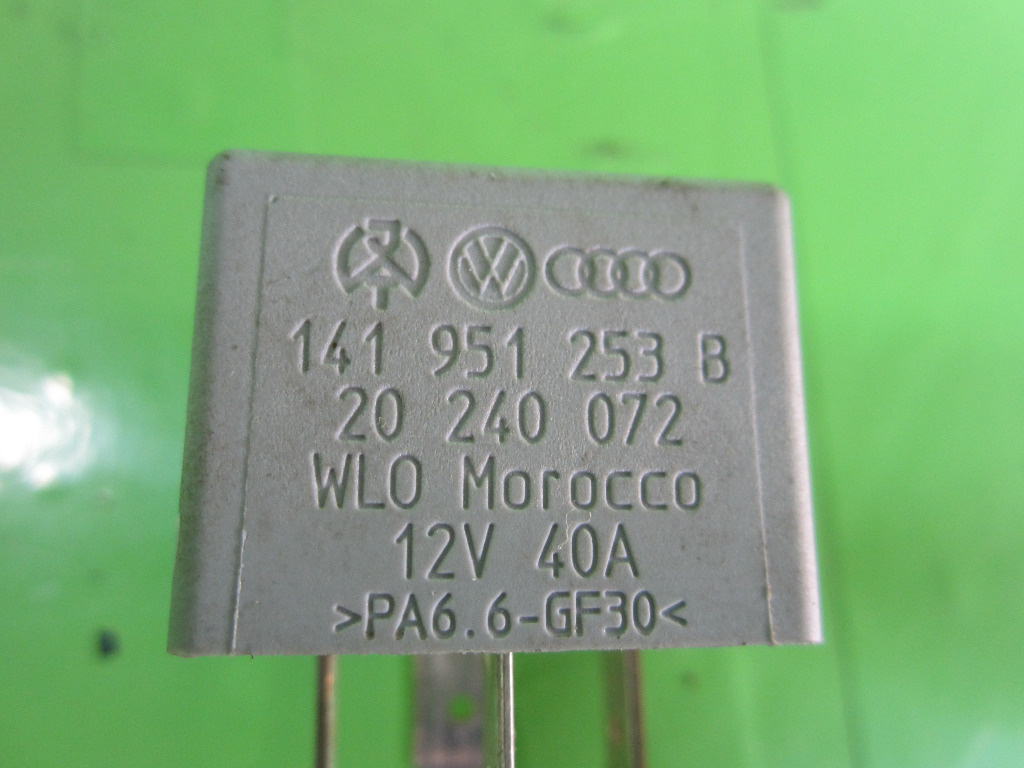 141 951 253 B
20 240 072
WLO Morocco
12V 40A
>PA6.6-GF30<